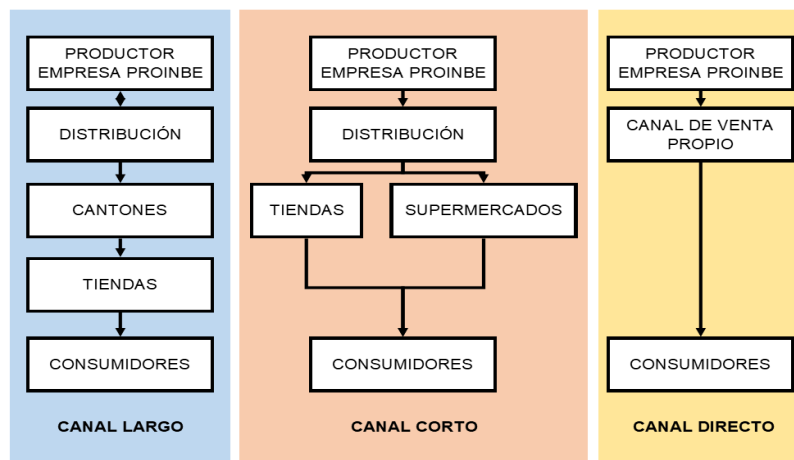 PRODUCTOR
EMPRESA PROINBE
DISTRIBUCIÓN
CANTONES
TIENDAS
CONSUMIDORES
CANAL LARGO
PRODUCTOR
EMPRESA PROINBE
DISTRIBUCIÓN
TIENDAS
SUPERMERCADOS
CONSUMIDORES
CANAL CORTO
PRODUCTOR
EMPRESA PROINBE
CANAL DE VENTA
PROPIO
CONSUMIDORES
CANAL DIRECTO